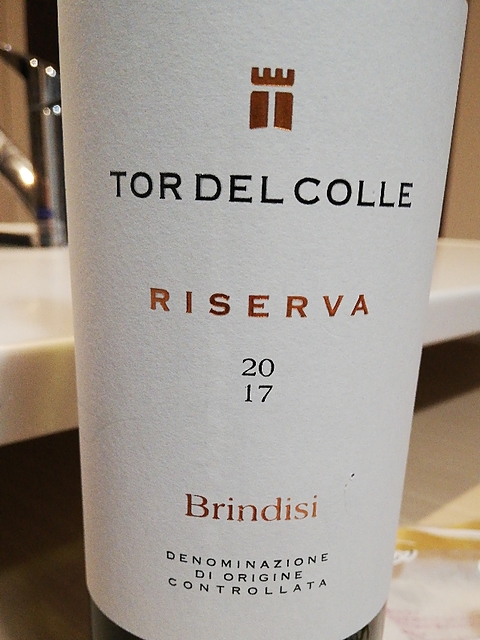 TOR DEL COLLE
RISERVA
20
17
Brindisi
DENOMINAZIONE
DI ORIGINE
CONTROLLATA